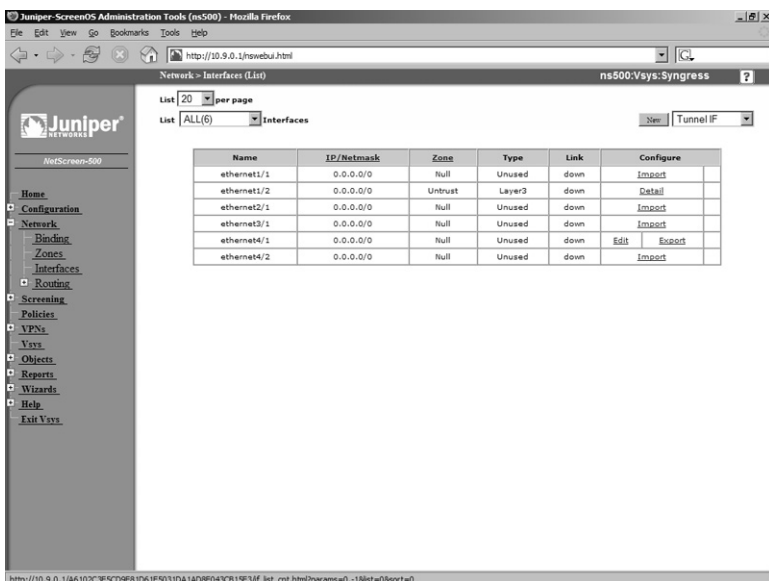 Juniper-ScreenOS Administration Tools (ns500) - Mozilla Firefox
File Edit View Go Bookmarks Tools Help
http://10.9.0.1/nswebui.html
G
Network > Interfaces (List)
ns500:Vsys:Syngress
?
Juniper
NETWORKS
NetScreen-500
Home
Configuration
Network
Binding
Zones
Interfaces
Routing
Screening
Policies
VPNs
Vsys
Objects
Reports
Wizards
Help
Exit Vsys
List 20 per page
List ALL(6) Interfaces
New Tunnel IF
Name IP/Netmask Zone Type Link Configure
ethernet1/1 0.0.0.0/0 Null Unused down Import
ethernet1/2 0.0.0.0/0 Untrust Layer3 down Detail
ethernet2/1 0.0.0.0/0 Null Unused down Import
ethernet3/1 0.0.0.0/0 Null Unused down Import
ethernet4/1 0.0.0.0/0 Null Unused down Edit Export
ethernet4/2 0.0.0.0/0 Null Unused down Import